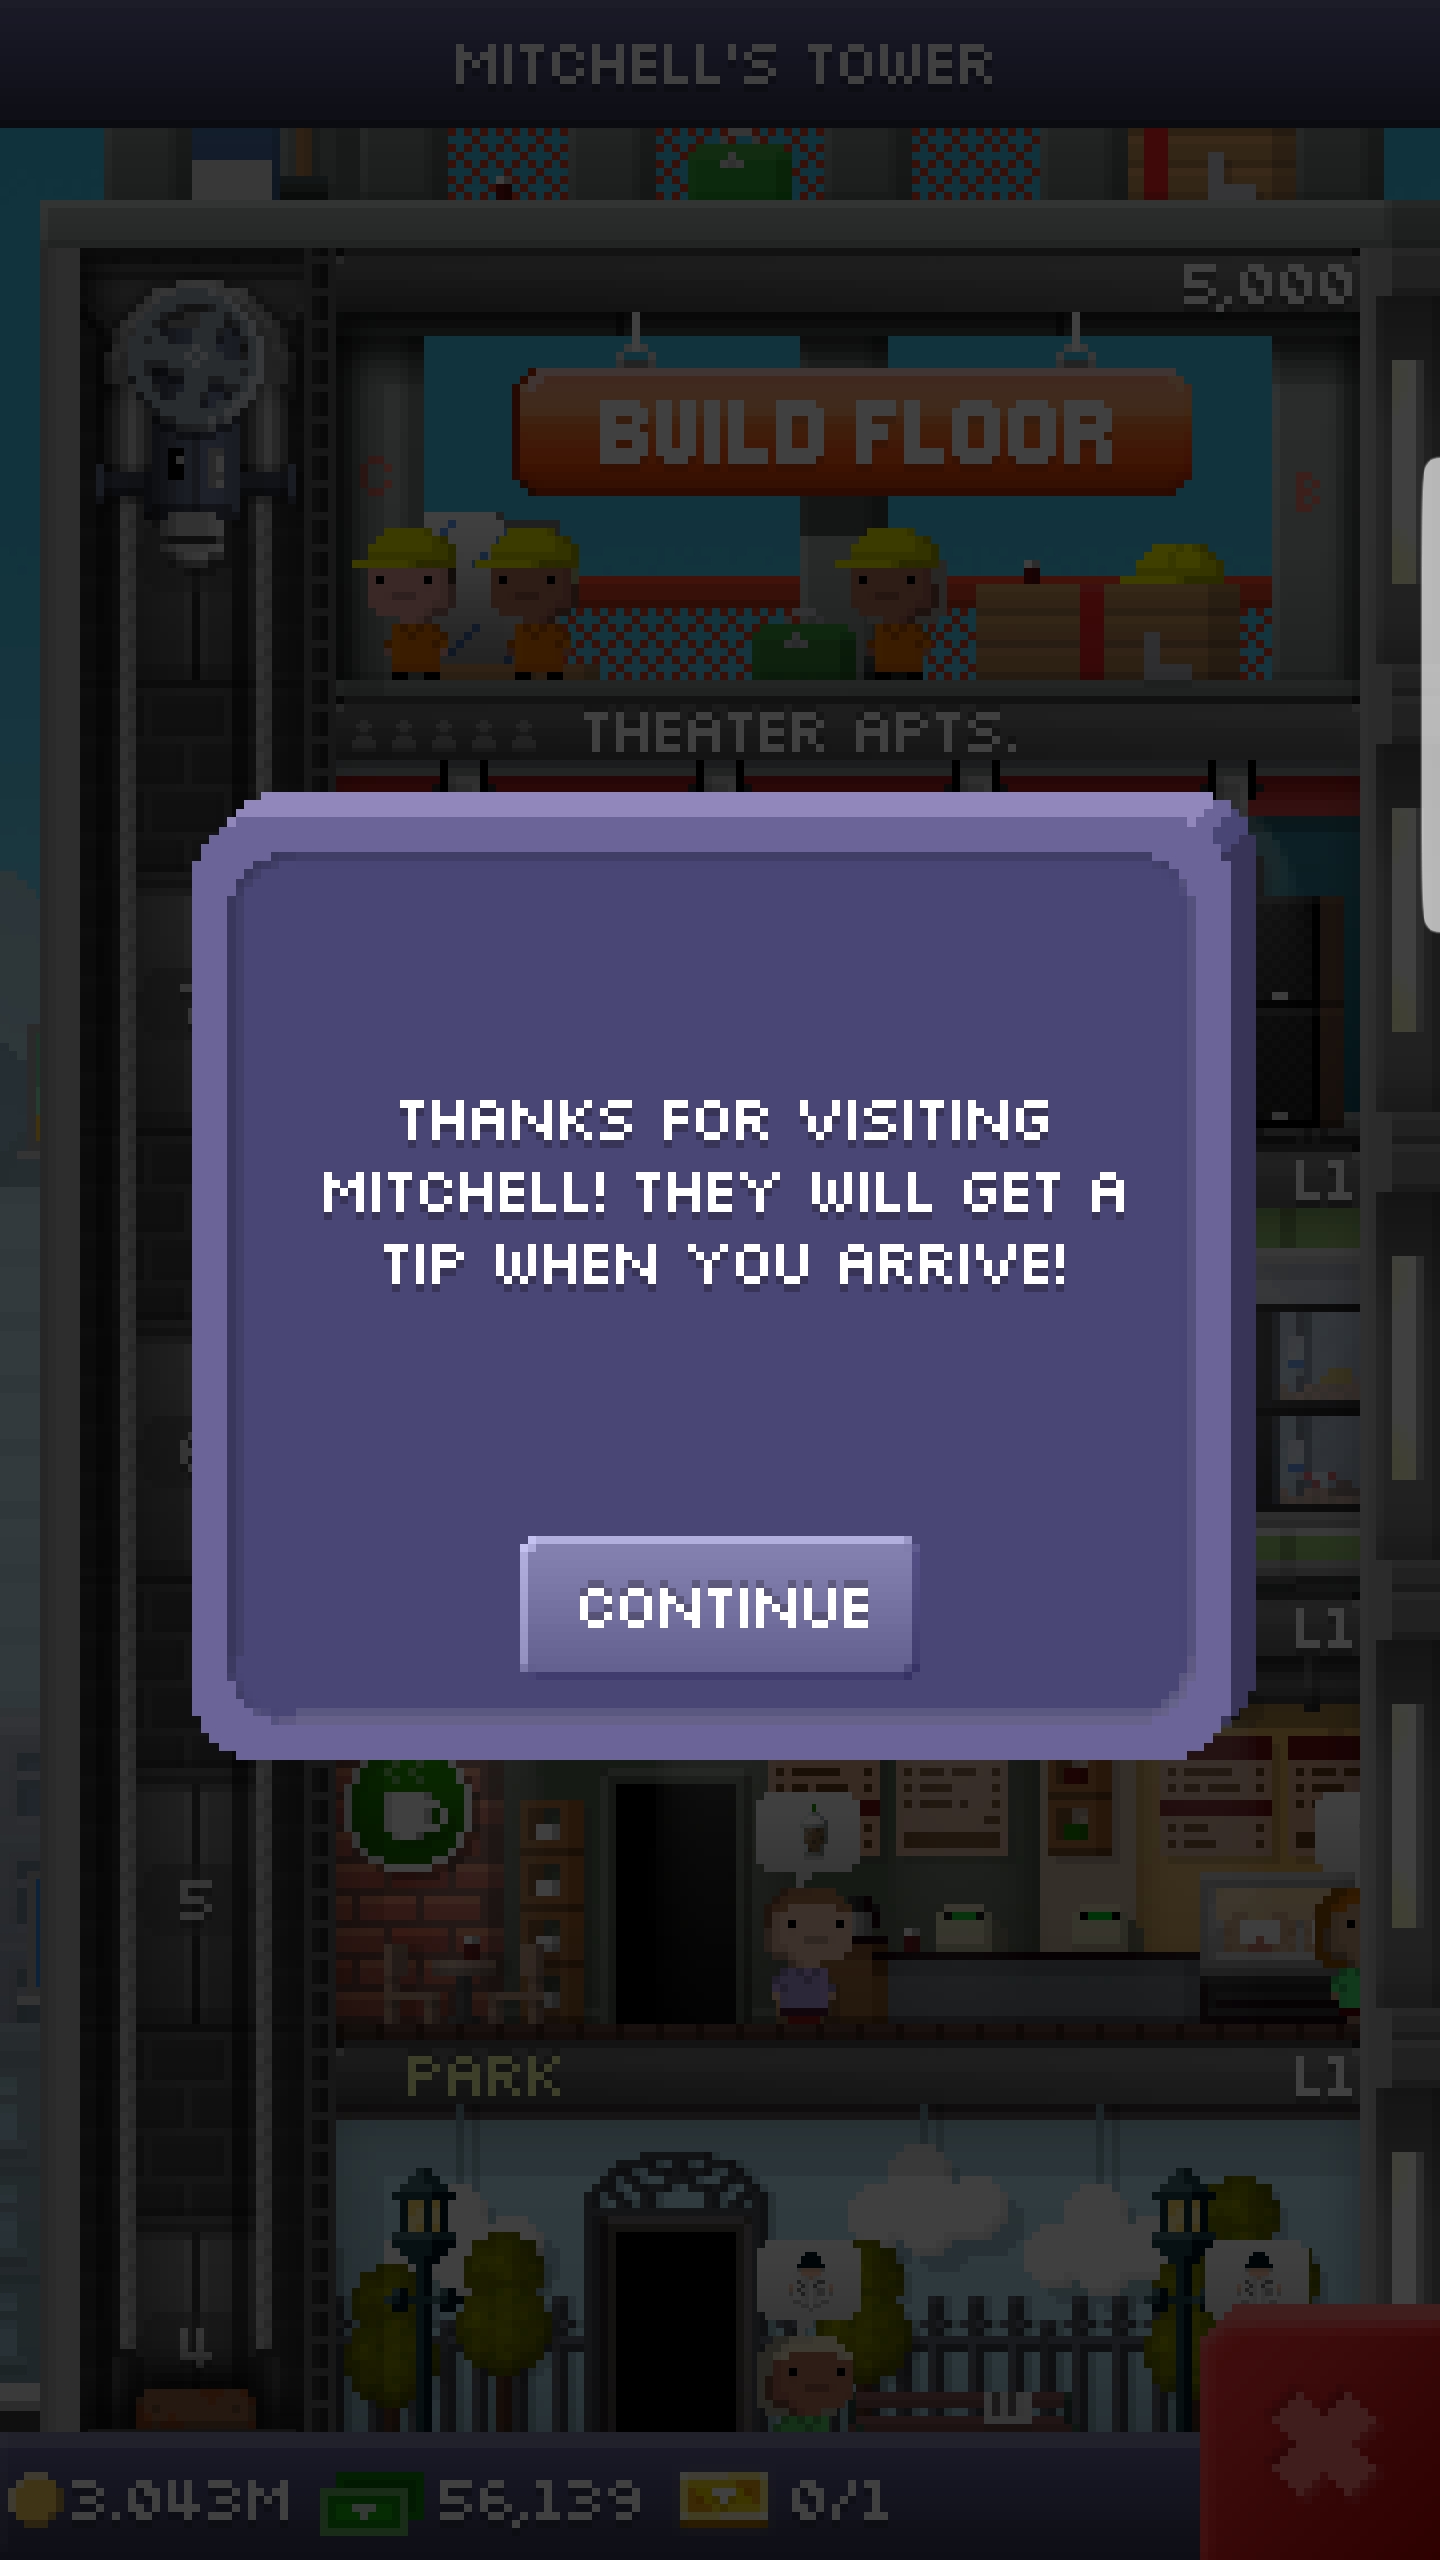 MITCHELL'S TOWER
5,000
BUILD FLOOR
C
B
THEATER APTS.
THANKS FOR VISITING
MITCHELL! THEY WILL GET A
TIP WHEN YOU ARRIVE!
L1
CONTINUE
L1
5
PARK
L1
4
3.043M
56,139
0/1